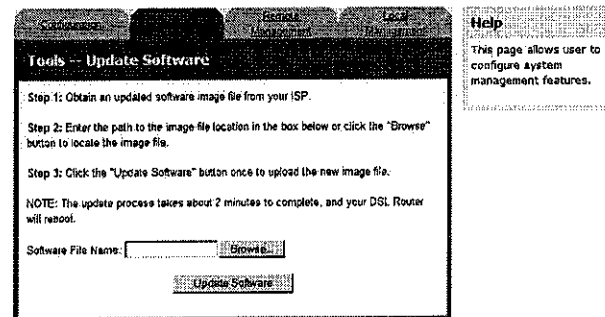 Configuration
Remote
Management
Local
Management
Tools -- Update Software
Step 1: Obtain an updated software image file from your ISP.
Step 2: Enter the path to the image file location in the box below or click the "Browse"
button to locate the image file.
Step 3: Click the "Update Software" button once to upload the new image file.
NOTE: The update process takes about 2 minutes to complete, and your DSL Router
will reboot.
Software File Name:
Browse...
Update Software
Help
This page allows user to
configure system
management features.